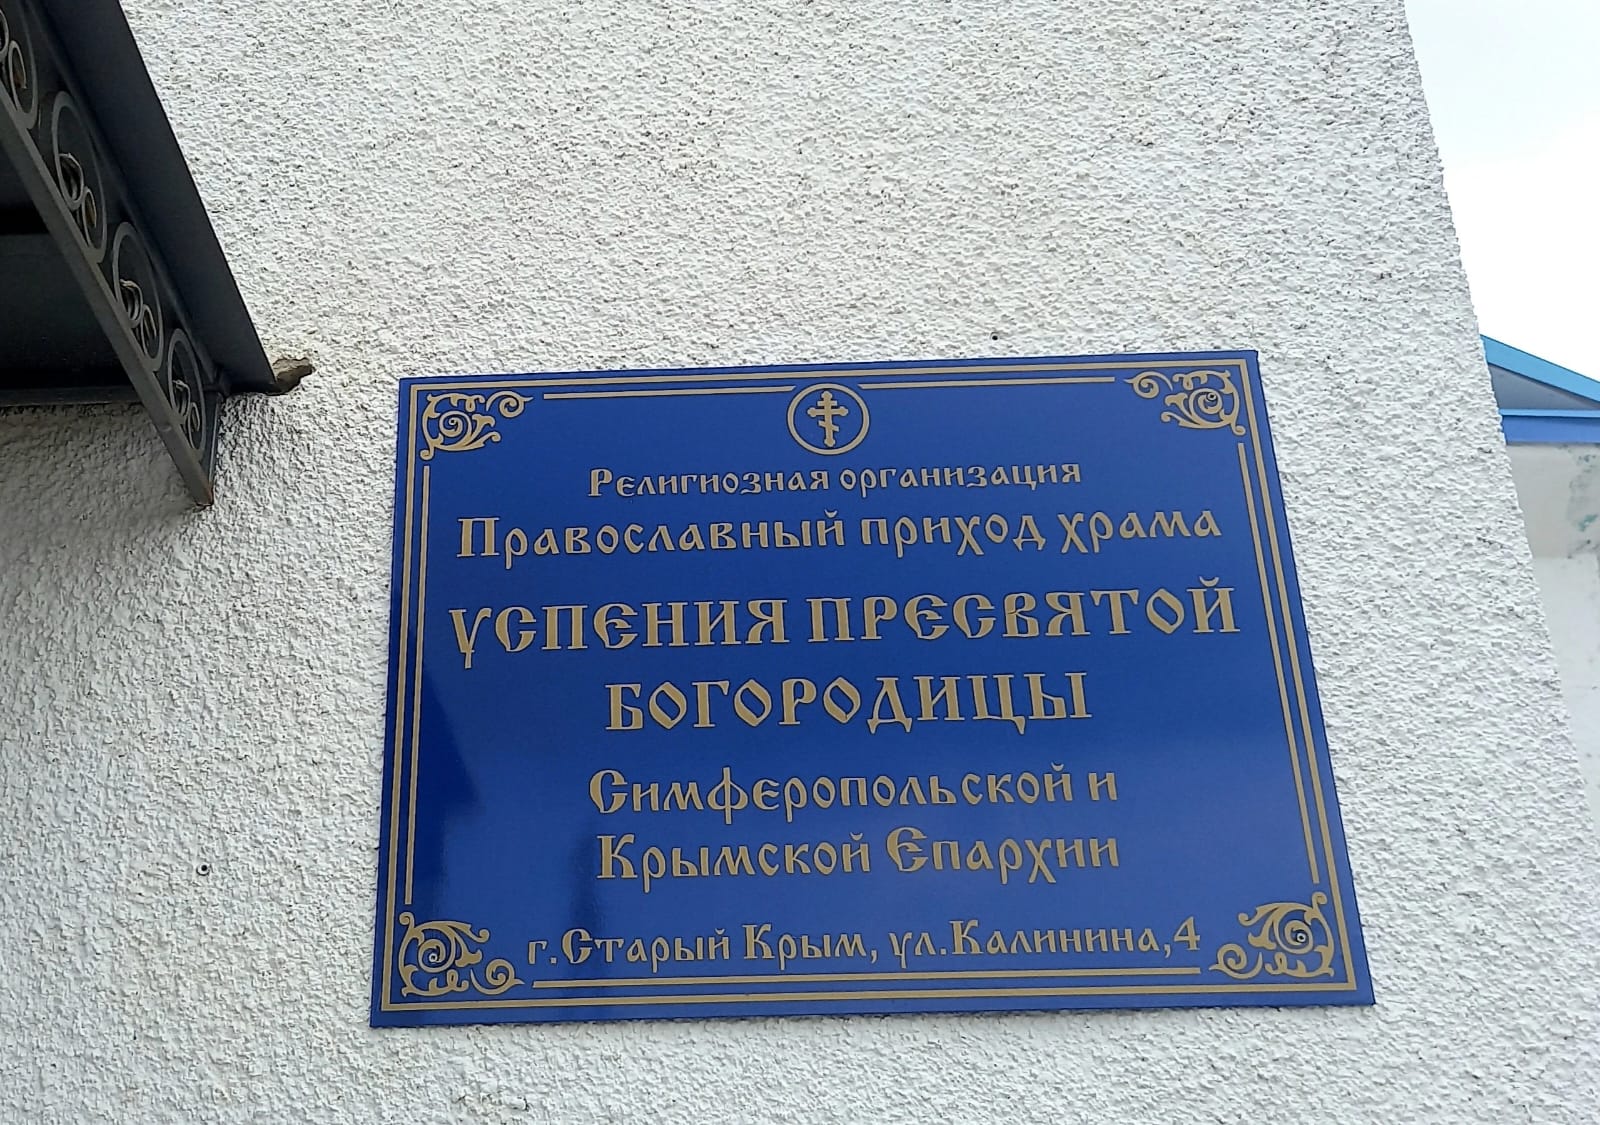 Религиозная организация
Православный приход храма
УСПЕНИЯ ПРЕСВЯТОЙ
БОГОРОДИЦЫ
Симферопольской и
Крымской Епархии
г.Старый Крым, ул.Калинина,4